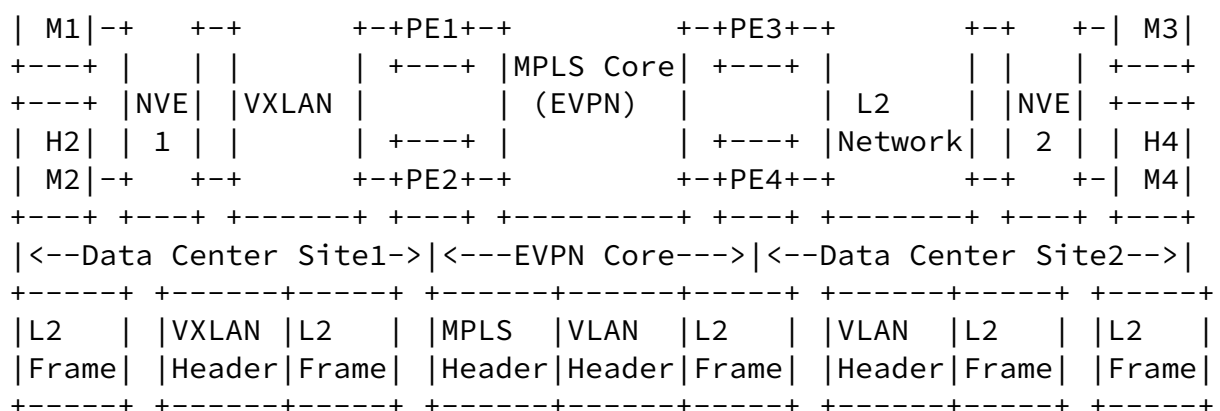 | M1|-+   +-+      +-+PE1+-+          +-+PE3+-+        +-+   +-| M3|
+---+ |   | |      | +---+ |MPLS Core| +---+ |       | |   | +---+
+---+ |NVE| |VXLAN |       | (EVPN)  |       | L2    | |NVE| +---+
| H2| | 1 | |      | +---+ |         | +---+ |Network| | 2 | | H4|
| M2|-+   +-+      +-+PE2+-+         +-+PE4+-+       +-+   +-| M4|
+---+ +---+ +------+ +---+ +---------+ +---+ +-------+ +---+ +---+
|<--Data Center Site1->|<---EVPN Core--->|<--Data Center Site2-->|
+-----+ +------+-----+ +------+------+-----+ +------+-----+ +-----+
|L2   | |VXLAN |L2   | |MPLS  |VLAN  |L2   | |VLAN  |L2   | |L2   |
|Frame| |Header|Frame| |Header|Header|Frame| |Header|Frame| |Frame|
+-----+ +------+-----+ +------+------+-----+ +------+-----+ +-----+